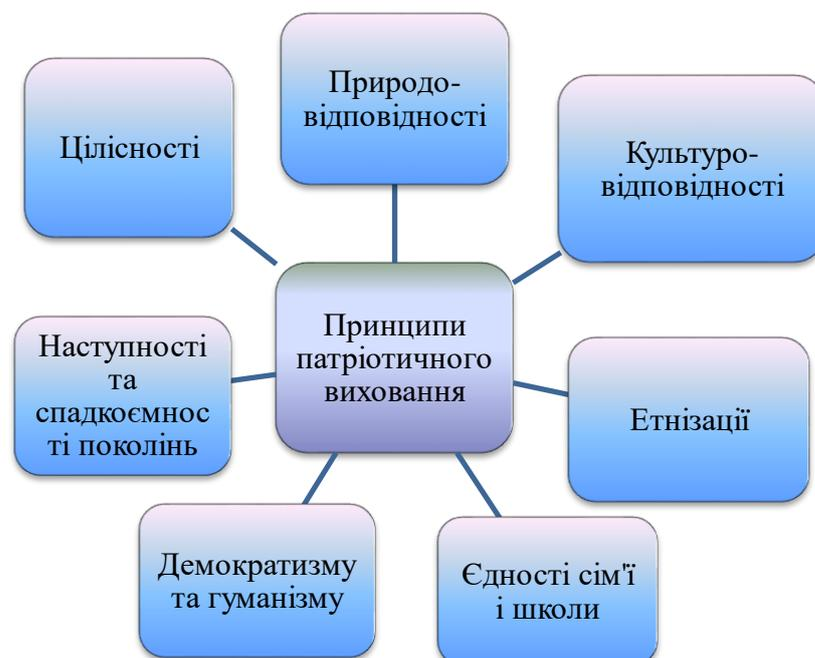 Природо-
відповідності
Цілісності
Культуро-
відповідності
Принципи
патріотичного
виховання
Наступності
та
спадкоємнос
ті поколінь
Етнізації
Демократизму
та гуманізму
Єдності сім'ї
і школи